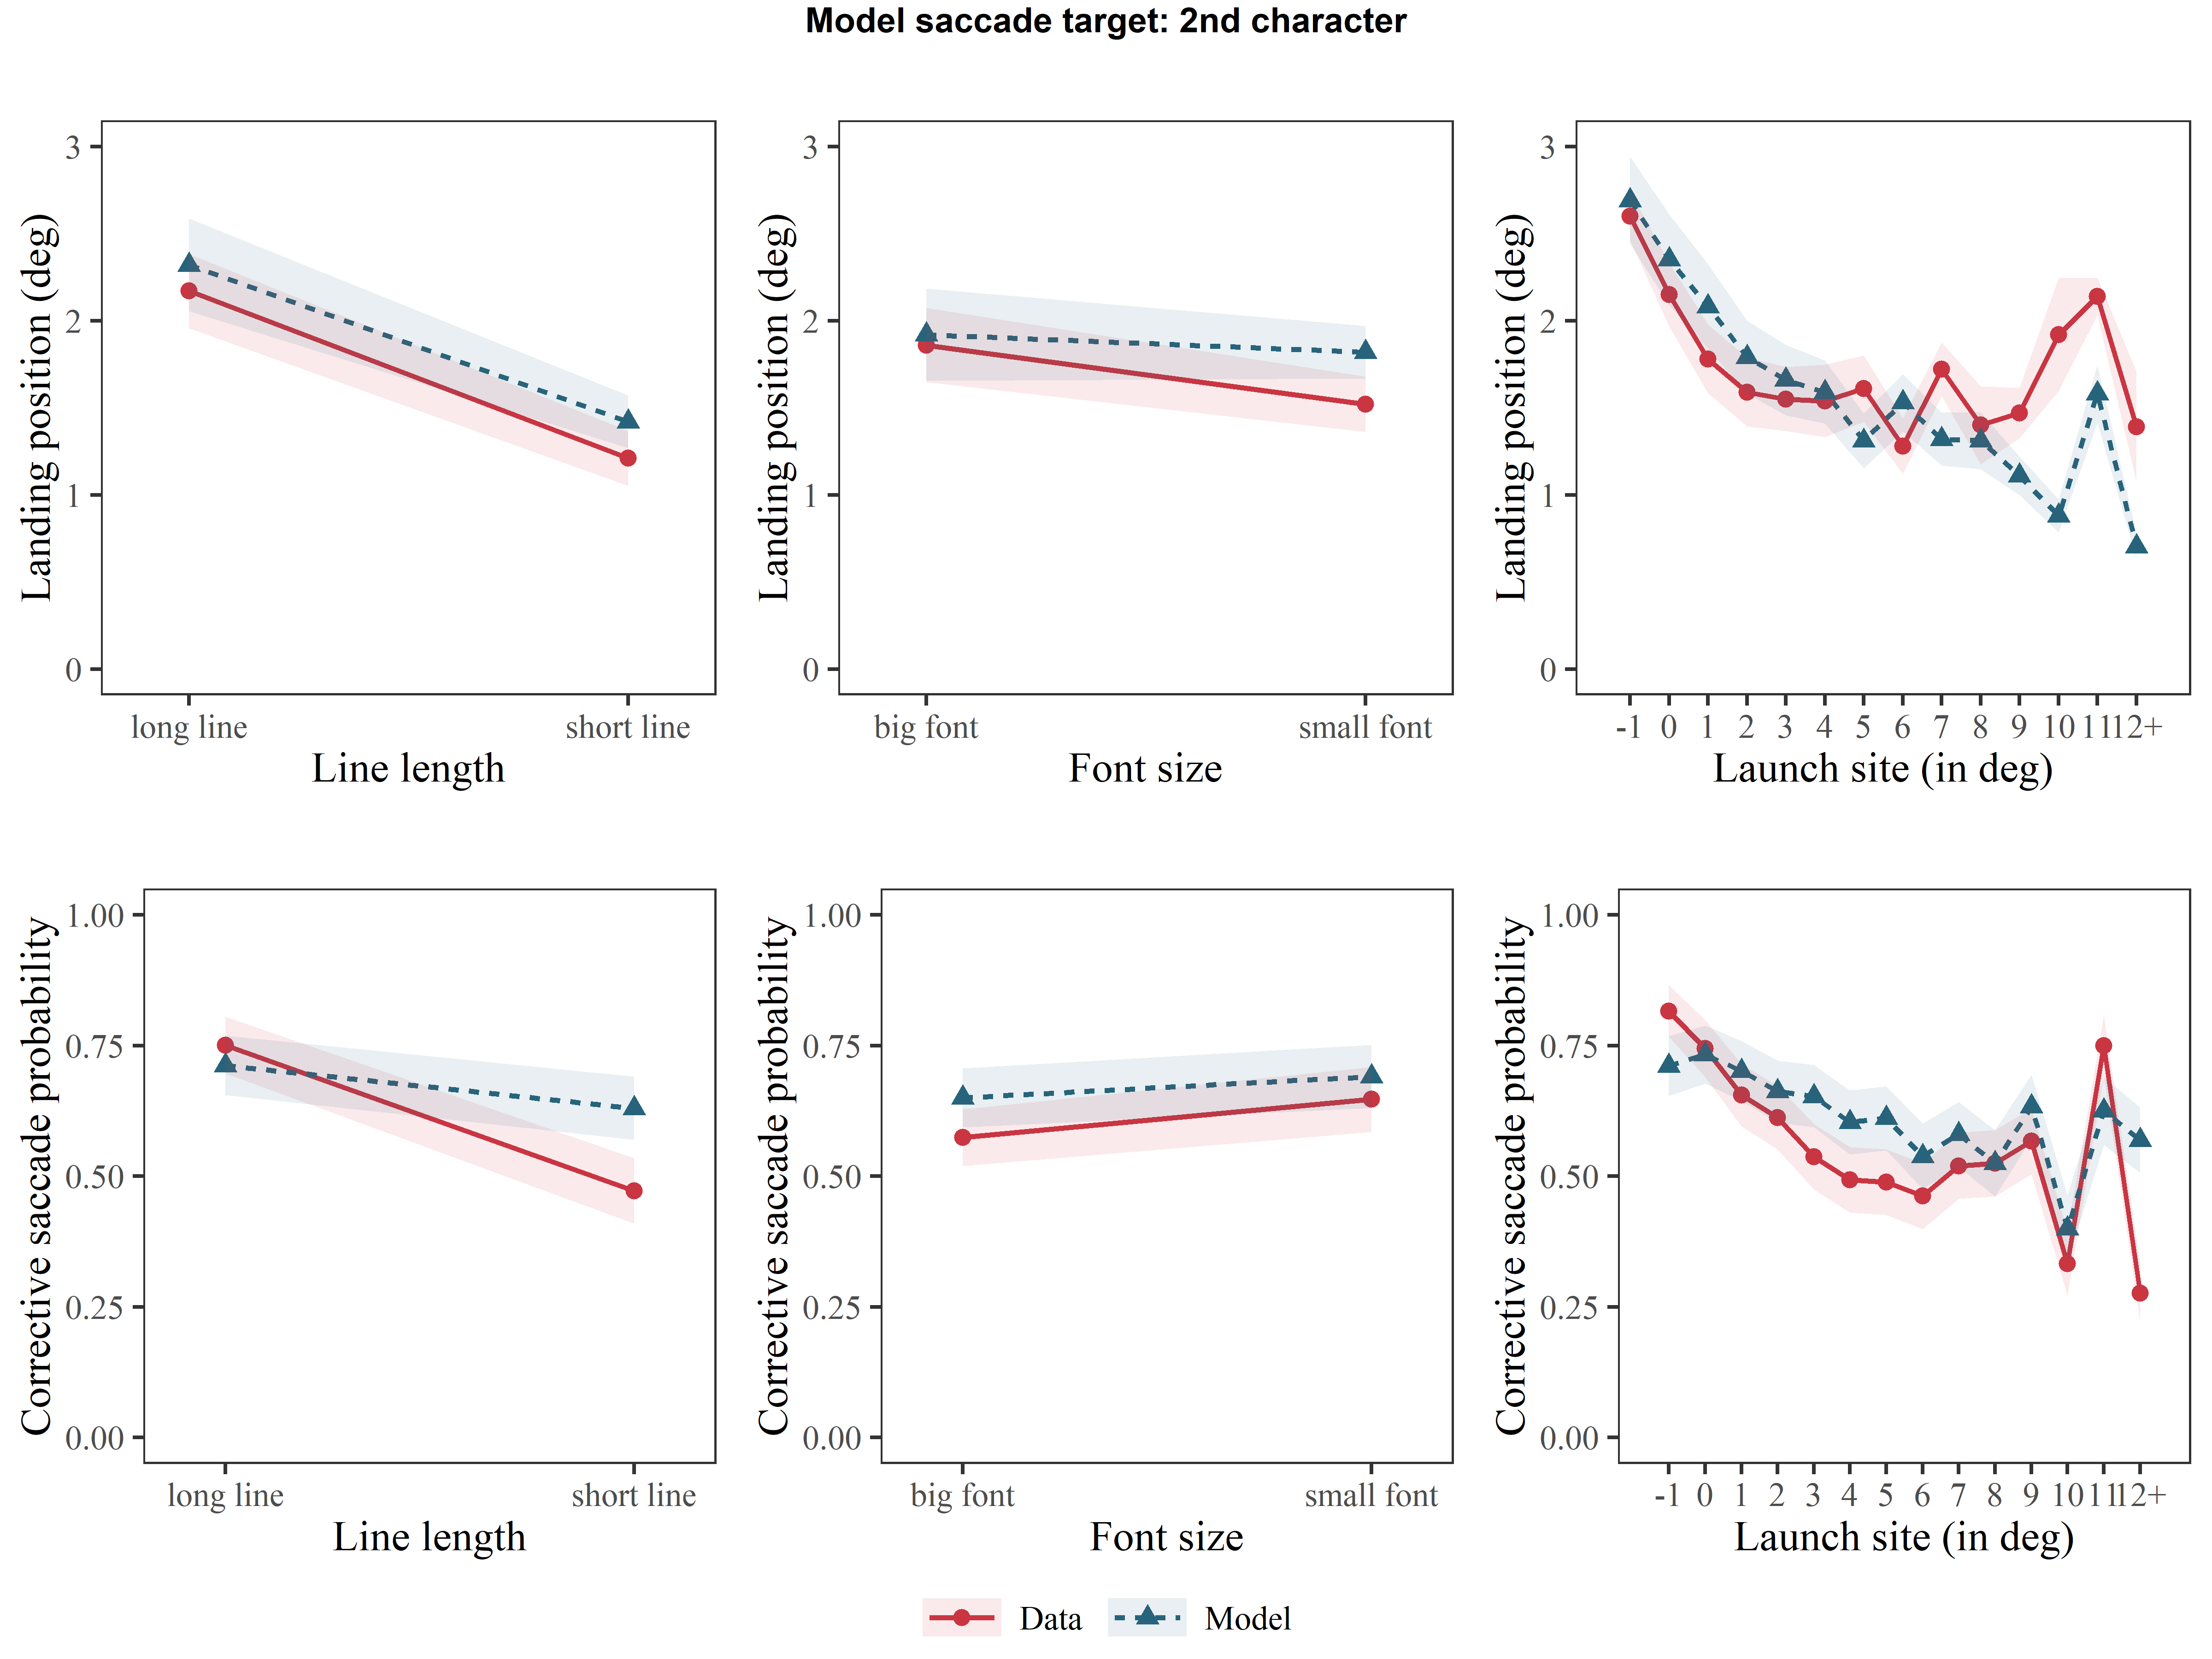 Model saccade target: 2nd character
Landing position (deg)
3
2
1
0
long line short line
Line length
Landing position (deg)
3
2
1
0
big font small font
Font size
Landing position (deg)
3
2
1
0
-1 0 1 2 3 4 5 6 7 8 9 10 11 12+
Launch site (in deg)
Corrective saccade probability
1.00
0.75
0.50
0.25
0.00
long line short line
Line length
Corrective saccade probability
1.00
0.75
0.50
0.25
0.00
big font small font
Font size
Corrective saccade probability
1.00
0.75
0.50
0.25
0.00
-1 0 1 2 3 4 5 6 7 8 9 10 11 12+
Launch site (in deg)
Data Model